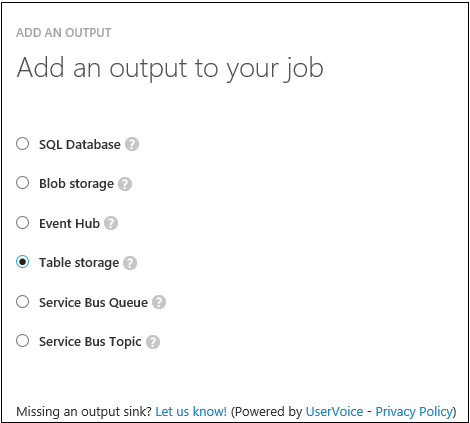 ADD AN OUTPUT
Add an output to your job
SQL Database ?
Blob storage ?
Event Hub ?
Table storage ?
Service Bus Queue ?
Service Bus Topic ?
Missing an output sink? Let us know! (Powered by UserVoice - Privacy Policy)